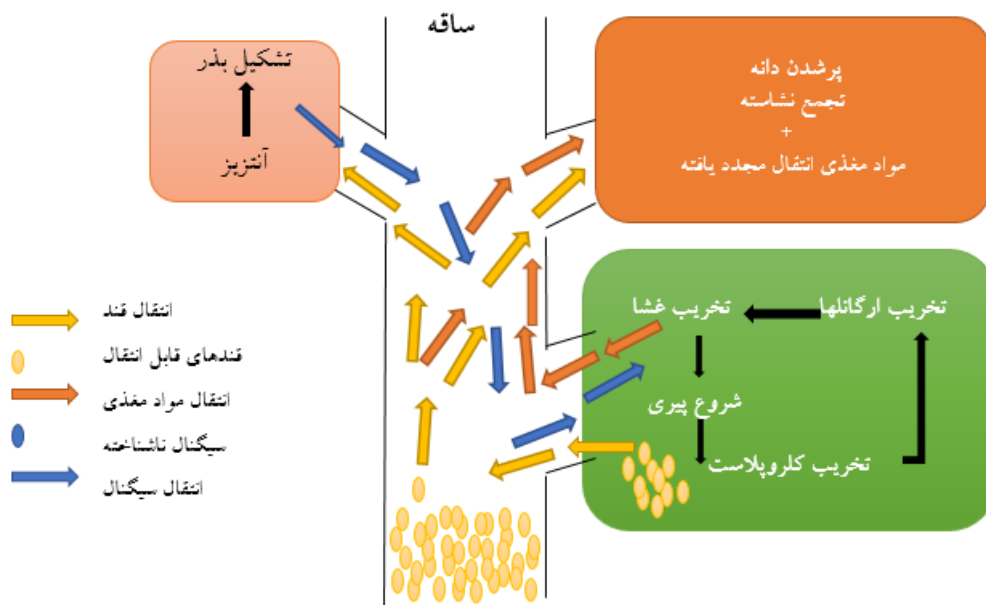 ساقه
تشکیل بذر
آنتزیز
پرشدن دانه
تجمع نشاسته
+
مواد مغذی انتقال مجدد یافته
تخریب ارگانلها
تخریب غشا
شروع پیری
تخریب کلروپلاست
انتقال قند
قندهای قابل انتقال
انتقال مواد مغذی
سیگنال ناشناخته
انتقال سیگنال